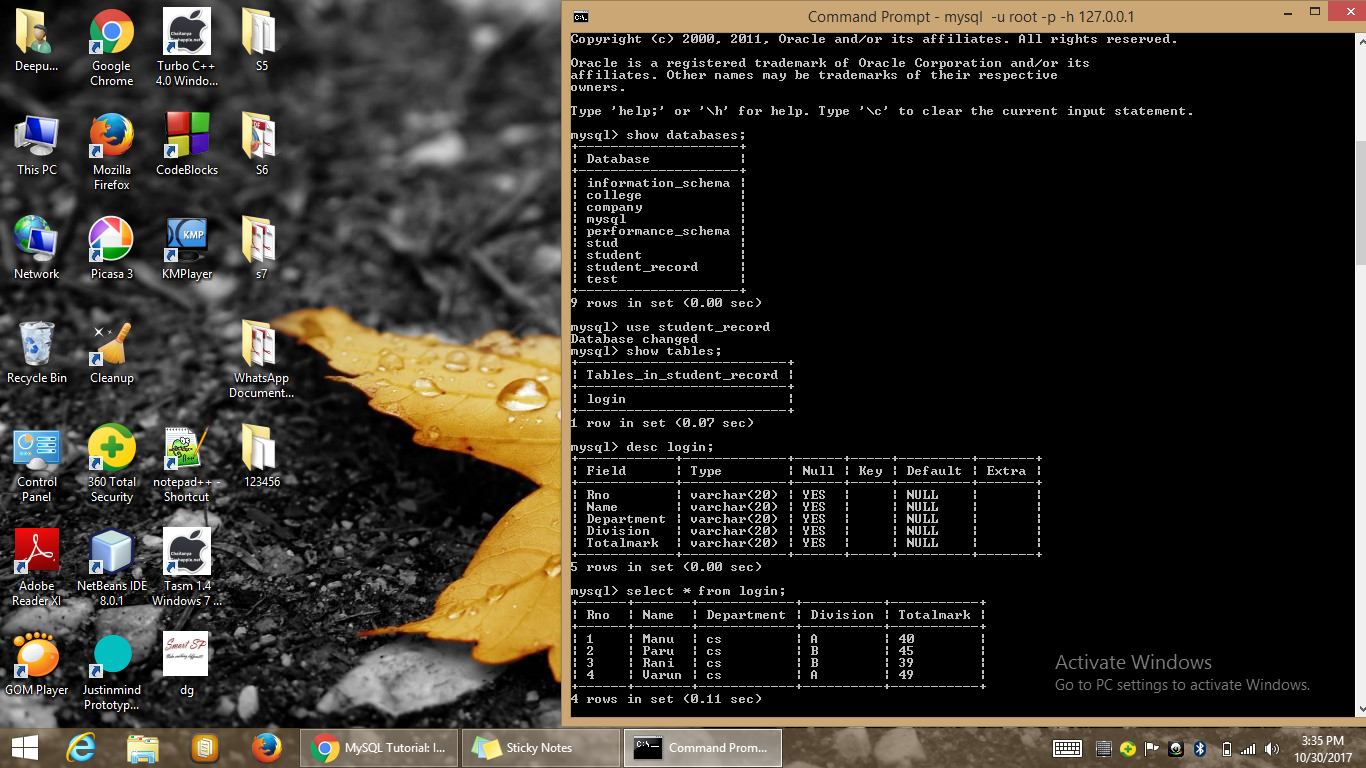 Deepu...
Google Chrome
Turbo C++ 4.0 Windo...
S5
This PC
Mozilla Firefox
CodeBlocks
S6
Network
Picasa 3
KMP
KMPlayer
s7
Recycle Bin
Cleanup
WhatsApp Document...
Control Panel
360 Total Security
notepad++ - Shortcut
123456
Adobe Reader XI
NetBeans IDE 8.0.1
Tasm 1.4 Windows 7 ...
GOM Player
Justinmind Prototyp...
Smart SP
dg
Command Prompt - mysql  -u root -p -h 127.0.0.1
Copyright (c) 2000, 2011, Oracle and/or its affiliates. All rights reserved.
Oracle is a registered trademark of Oracle Corporation and/or its
affiliates. Other names may be trademarks of their respective
owners.
Type 'help;' or '\h' for help. Type '\c' to clear the current input statement.
mysql> show databases;
+--------------------+
¦ Database           ¦
+--------------------+
¦ information_schema ¦
¦ college            ¦
¦ company            ¦
¦ mysql              ¦
¦ performance_schema ¦
¦ stud               ¦
¦ student            ¦
¦ student_record     ¦
¦ test               ¦
+--------------------+
9 rows in set (0.00 sec)
mysql> use student_record
Database changed
mysql> show tables;
+--------------------------+
¦ Tables_in_student_record ¦
+--------------------------+
¦ login                    ¦
+--------------------------+
1 row in set (0.07 sec)
mysql> desc login;
+------------+-------------+------+-----+---------+-------+
¦ Field      ¦ Type        ¦ Null ¦ Key ¦ Default ¦ Extra ¦
+------------+-------------+------+-----+---------+-------+
¦ Rno        ¦ varchar(20) ¦ YES  ¦     ¦ NULL    ¦       ¦
¦ Name       ¦ varchar(20) ¦ YES  ¦     ¦ NULL    ¦       ¦
¦ Department ¦ varchar(20) ¦ YES  ¦     ¦ NULL    ¦       ¦
¦ Division   ¦ varchar(20) ¦ YES  ¦     ¦ NULL    ¦       ¦
¦ Totalmark  ¦ varchar(20) ¦ YES  ¦     ¦ NULL    ¦       ¦
+------------+-------------+------+-----+---------+-------+
5 rows in set (0.00 sec)
mysql> select * from login;
+------+-------+------------+----------+-----------+
¦ Rno  ¦ Name  ¦ Department ¦ Division ¦ Totalmark ¦
+------+-------+------------+----------+-----------+
¦ 1    ¦ Manu  ¦ cs         ¦ A        ¦ 40        ¦
¦ 2    ¦ Paru  ¦ cs         ¦ B        ¦ 45        ¦
¦ 3    ¦ Rani  ¦ cs         ¦ B        ¦ 39        ¦
¦ 4    ¦ Varun ¦ cs         ¦ A        ¦ 49        ¦
+------+-------+------------+----------+-----------+
4 rows in set (0.11 sec)
Activate Windows
Go to PC settings to activate Windows.
MySQL Tutorial: I...
Sticky Notes
Command Prom...
3:35 PM
10/30/2017